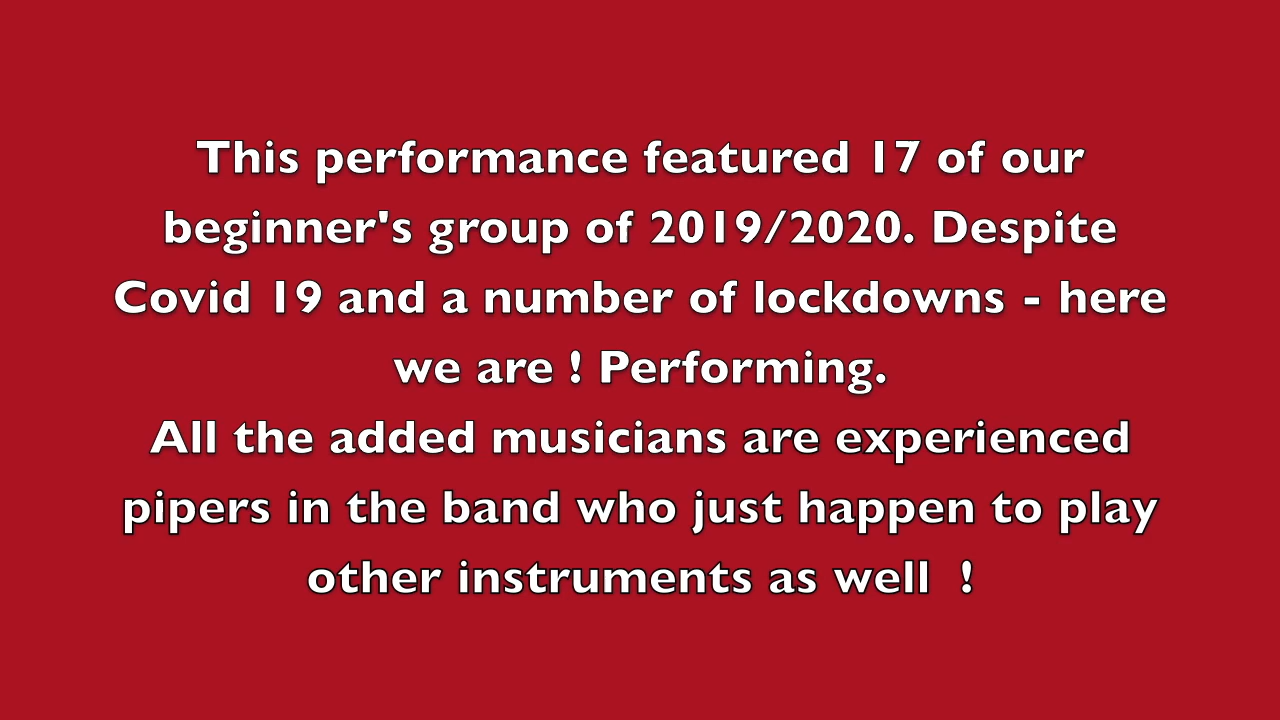 This performance featured 17 of our
beginner's group of 2019/2020. Despite
Covid 19 and a number of lockdowns - here
we are ! Performing.
All the added musicians are experienced
pipers in the band who just happen to play
other instruments as well  !